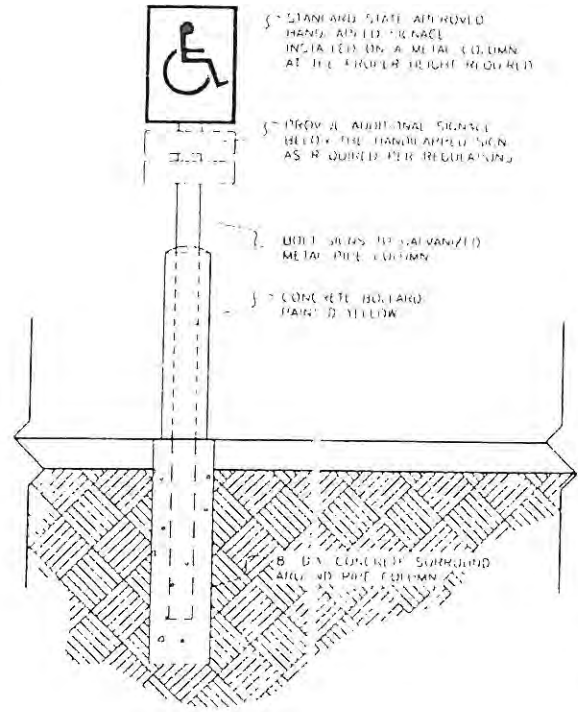 STANDARD STATE APPROVED
HANDICAPPED SIGNAGE
INSTALLED ON A METAL COLUMN
AT THE PROPER HEIGHT REQUIRED
PROVIDE ADDITIONAL SIGNAGE
BELOW THE HANDICAPPED SIGN
AS REQUIRED PER REGULATIONS
BOLT SIGNS TO GALVANIZED
METAL PIPE COLUMN
CONCRETE BOLLARD
PAINTED YELLOW
8" DIA. CONCRETE SURROUND
AROUND PIPE COLUMN